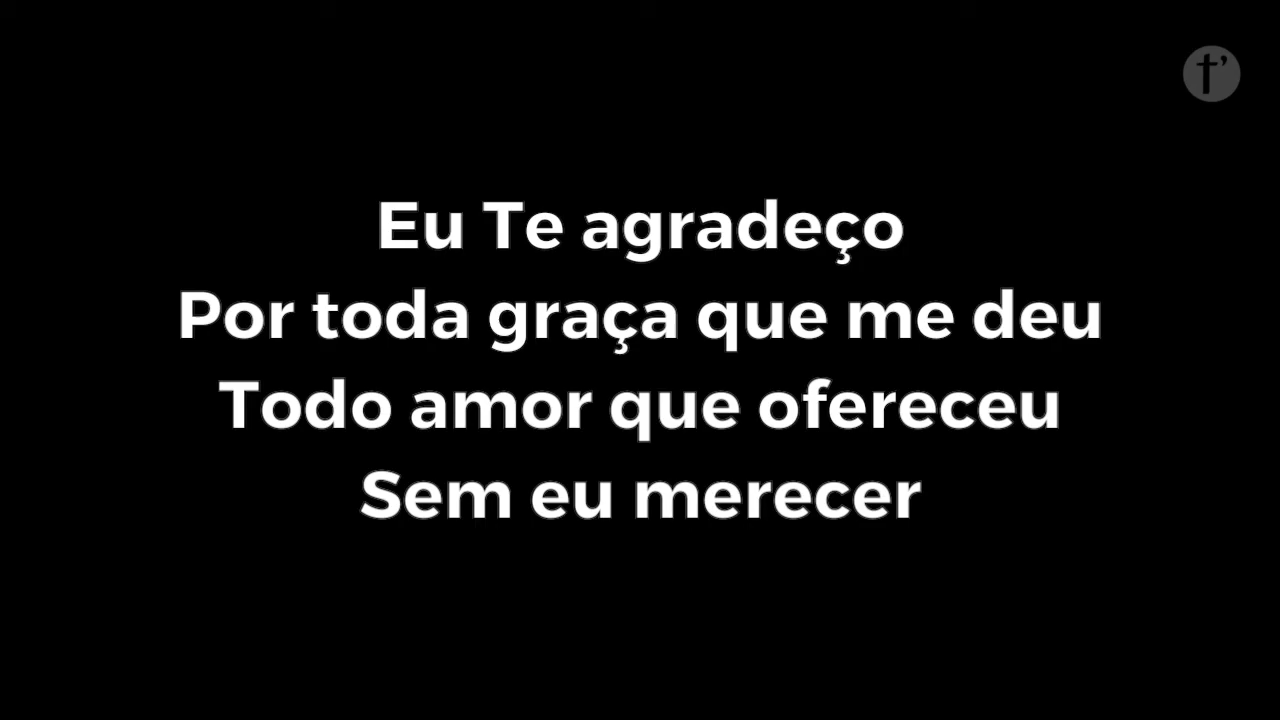 Eu Te agradeço
Por toda graça que me deu
Todo amor que ofereceu
Sem eu merecer